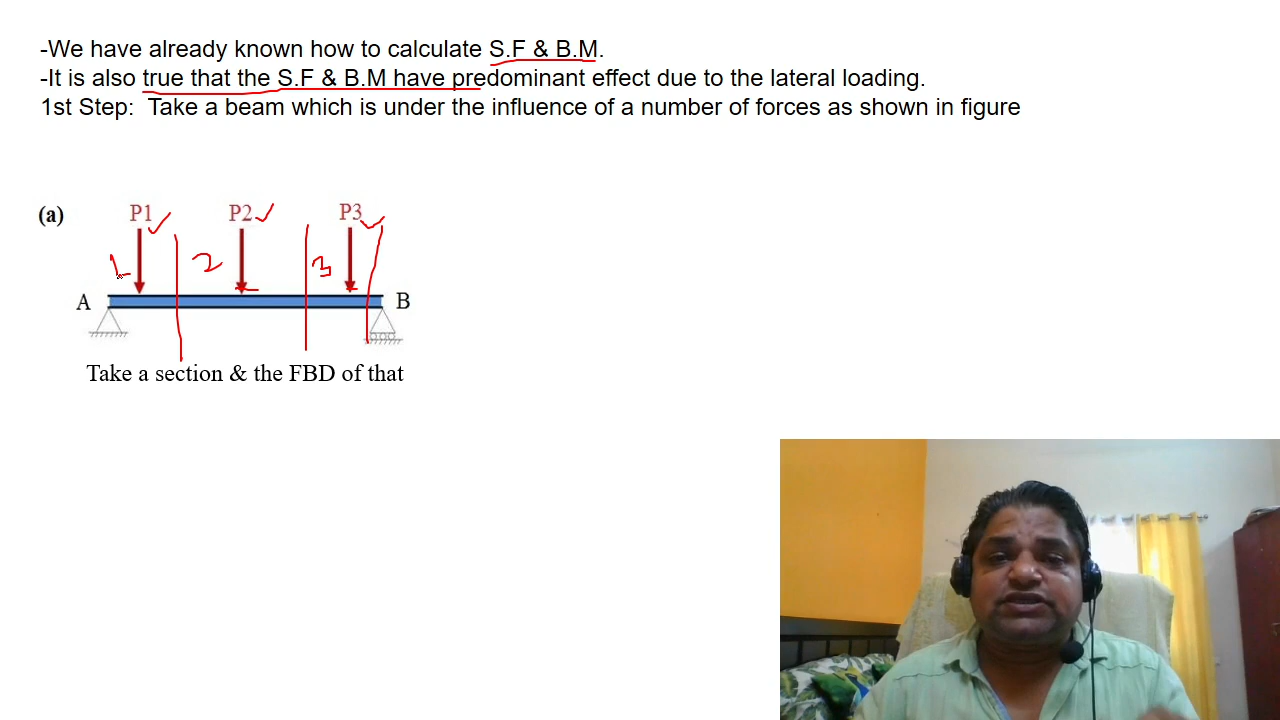 -We have already known how to calculate S.F & B.M.
-It is also true that the S.F & B.M have predominant effect due to the lateral loading.
1st Step:  Take a beam which is under the influence of a number of forces as shown in figure
(a) P1 P2 P3
1 2 3
A B
Take a section & the FBD of that